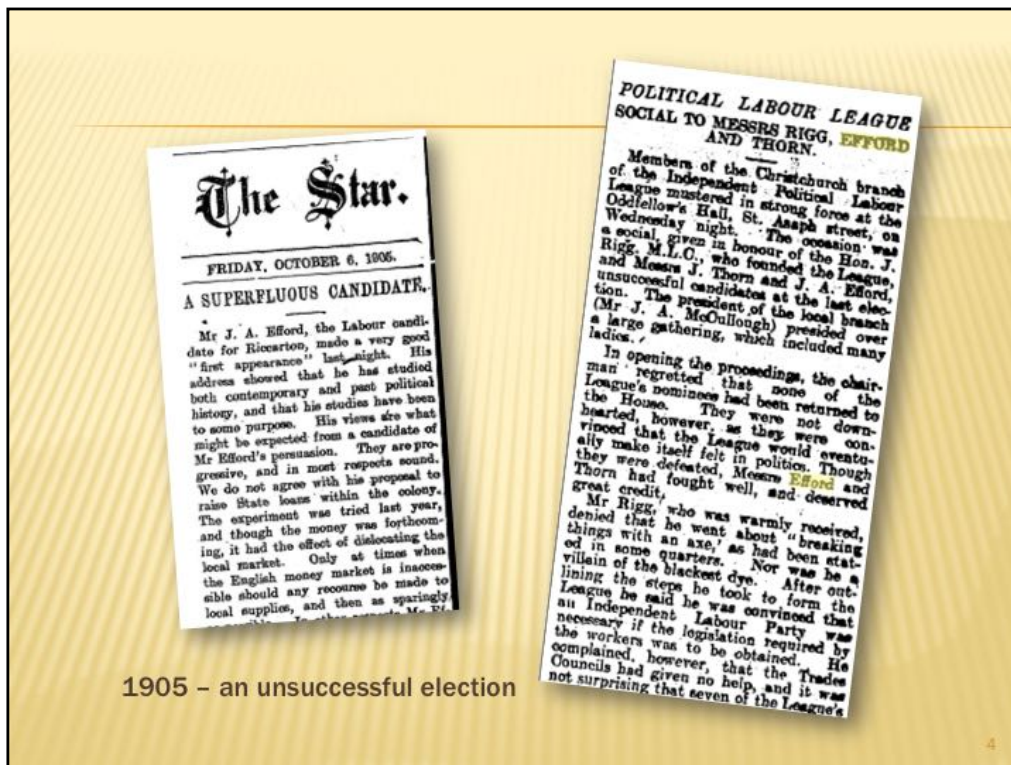 The Star.
FRIDAY, OCTOBER 6, 1905.
A SUPERFLUOUS CANDIDATE.
Mr J. A. Efford, the Labour candi-
date for Riccarton, made a very good
"first appearance" last night. His
address showed that he has studied
both contemporary and past political
history, and that his studies have been
to some purpose. His views are what
might be expected from a candidate of
Mr Efford's persuasion. They are pro-
gressive, and in most respects sound.
We do not agree with his proposal to
raise State loans within the colony.
The experiment was tried last year,
and though the money was forthcom-
ing, it had the effect of dislocating the
local market. Only at times when
the English money market is inacces-
sible should any recourse be made to
local supplies, and then as sparingly
POLITICAL LABOUR LEAGUE
SOCIAL TO MESSRS RIGG, EFFORD
AND THORN.
Members of the Christchurch branch
of the Independent Political Labour
League mustered in strong force at the
Oddfellow's Hall, St. Asaph street, on
Wednesday night. The occasion was
a social, given in honour of the Hon. J.
Rigg, M.L.C., who founded the League,
and Messrs J. Thorn and J. A. Efford,
unsuccessful candidates at the last elec-
tion. The president of the local branch
(Mr J. A. McCullough) presided over
a large gathering, which included many
ladies.
In opening the proceedings, the chair-
man regretted that none of the
League's nominees had been returned to
the House. They were not down-
hearted, however, as they were con-
vinced that the League would eventu-
ally make itself felt in politics. Though
they were defeated, Messrs Efford and
Thorn had fought well, and deserved
great credit.
Mr Rigg, who was warmly received,
denied that he went about "breaking
things with an axe,' as had been stat-
ed in some quarters. Nor was he a
villain of the blackest dye. After out-
lining the steps he took to form the
League he said he was convinced that
an Independent Labour Party was
necessary if the legislation required by
the workers was to be obtained. He
complained, however, that the Trades
Councils had given no help, and it was
not surprising that seven of the League's
1905 – an unsuccessful election
4